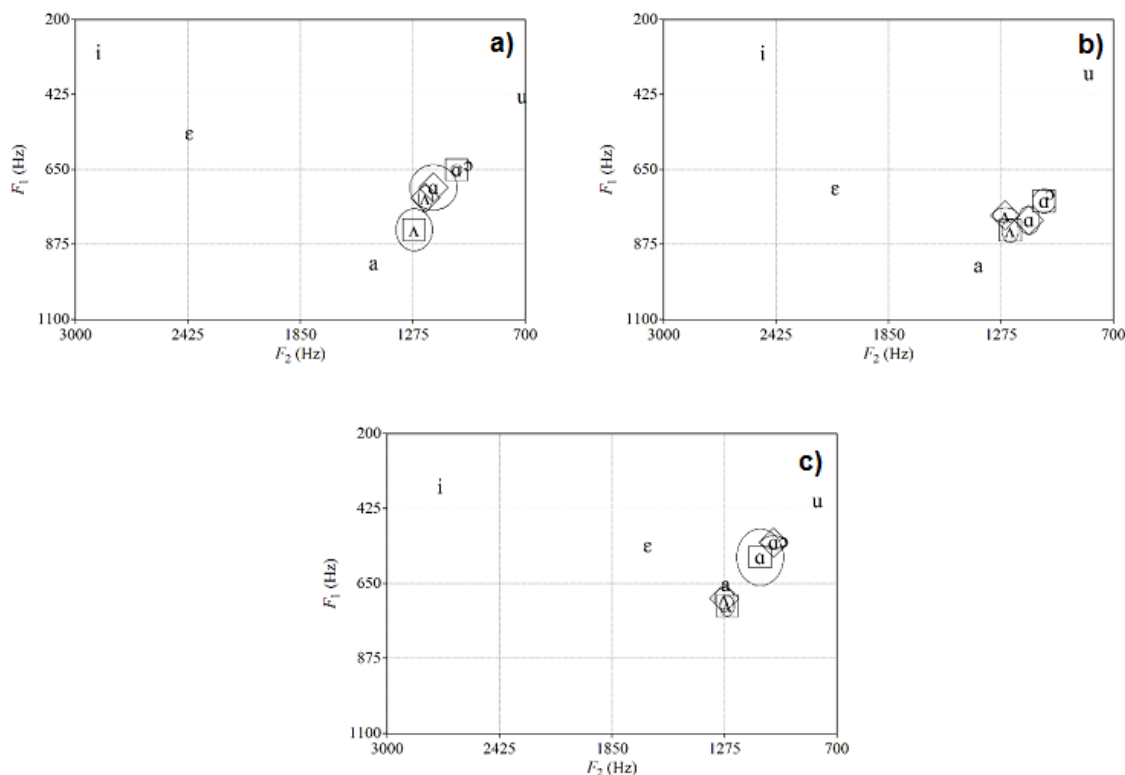 200
a)
i
425
u
ε
F₁ (Hz)
650
ɔ
ɑ
ɑ
ʌ
875
ʌ
a
1100
3000 2425 1850 1275 700
F₂ (Hz)
200
b)
i
u
425
F₁ (Hz)
650
ε
ɔ
ɑ
ʌ ɑ
ʌ
875
a
1100
3000 2425 1850 1275 700
F₂ (Hz)
200
c)
i
425
u
ε
ɑɔ
ɑ
F₁ (Hz)
650
a
ʌ
ʌ
875
1100
3000 2425 1850 1275 700
F₂ (Hz)